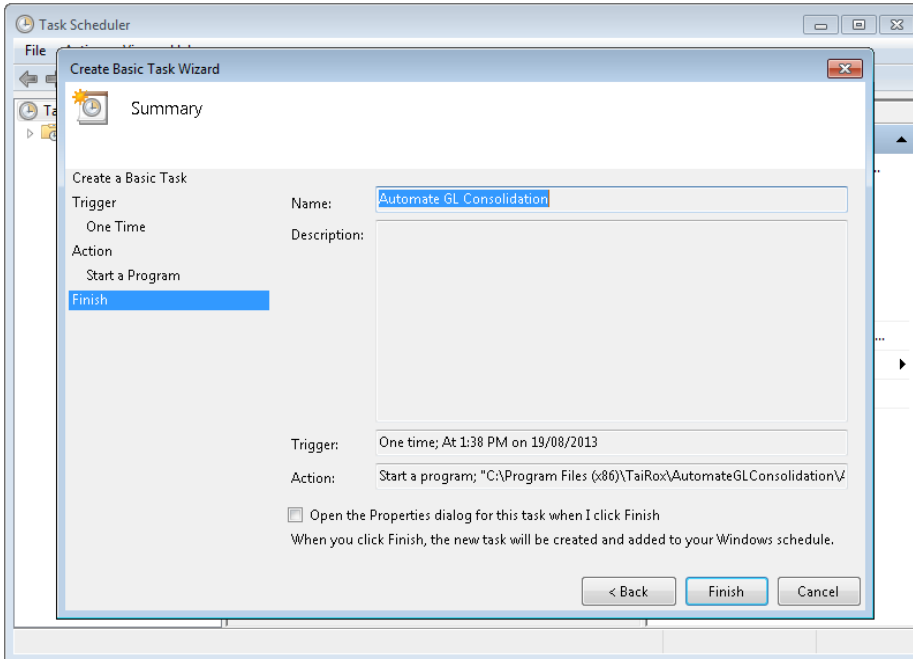 Task Scheduler
File
Create Basic Task Wizard
Summary
Create a Basic Task
Trigger
One Time
Action
Start a Program
Finish
Name:
Automate GL Consolidation
Description:
Trigger:
One time; At 1:38 PM on 19/08/2013
Action:
Start a program; "C:\Program Files (x86)\TaiRox\AutomateGLConsolidation\
Open the Properties dialog for this task when I click Finish
When you click Finish, the new task will be created and added to your Windows schedule.
< Back
Finish
Cancel